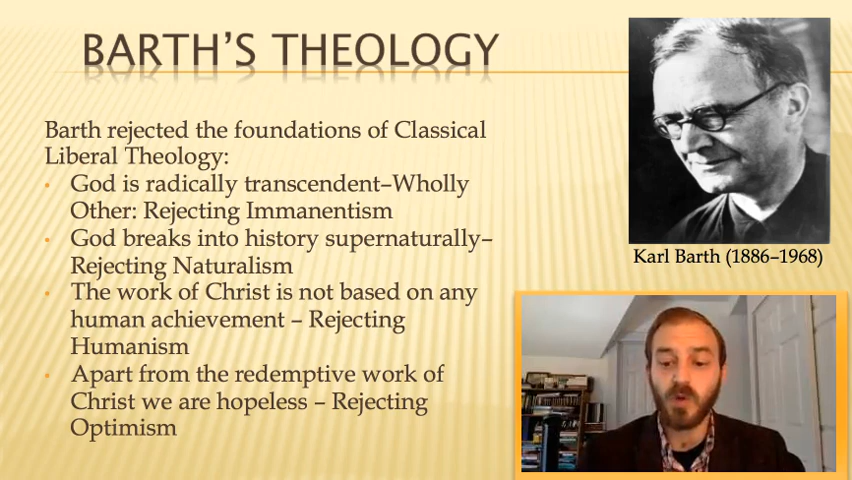 BARTH'S THEOLOGY
Barth rejected the foundations of Classical
Liberal Theology:
• God is radically transcendent–Wholly
Other: Rejecting Immanentism
• God breaks into history supernaturally–
Rejecting Naturalism
• The work of Christ is not based on any
human achievement – Rejecting
Humanism
• Apart from the redemptive work of
Christ we are hopeless – Rejecting
Optimism
Karl Barth (1886–1968)